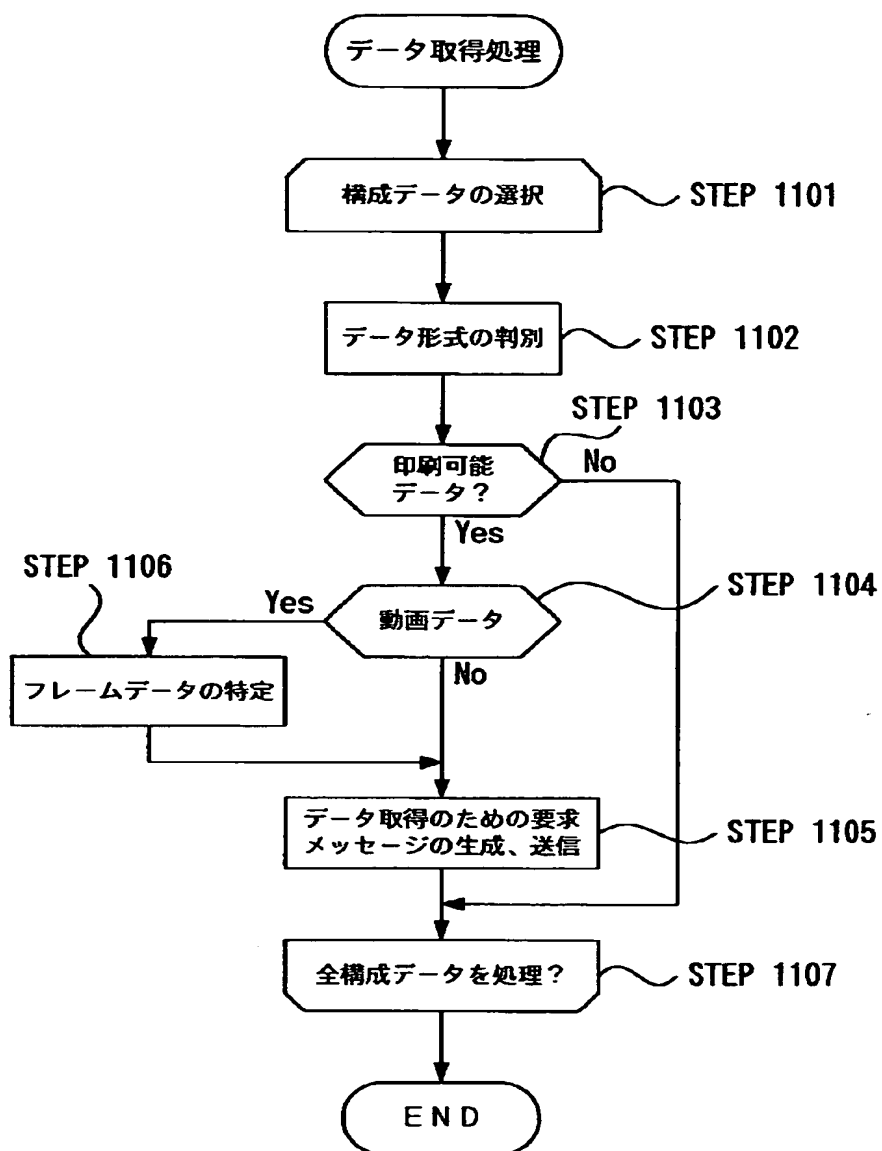 データ取得処理
構成データの選択
STEP 1101
データ形式の判別
STEP 1102
STEP 1103
印刷可能
データ？
No
Yes
STEP 1106
Yes
動画データ
STEP 1104
No
フレームデータの特定
データ取得のための要求
メッセージの生成、送信
STEP 1105
全構成データを処理？
STEP 1107
END